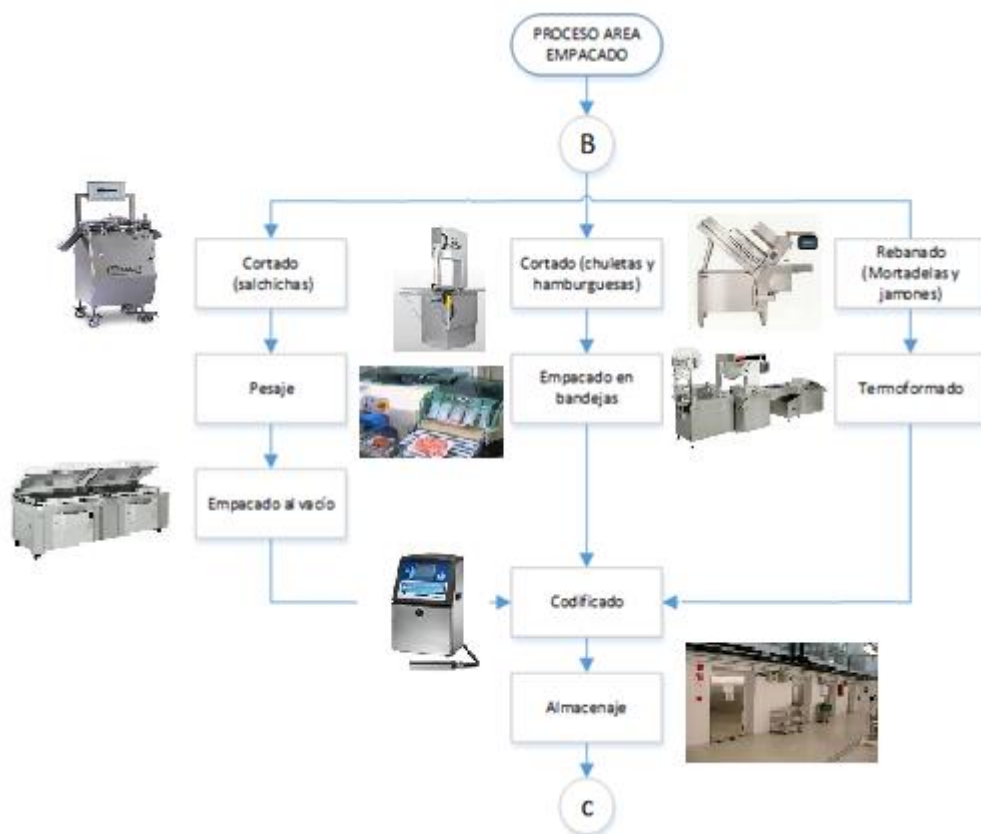 PROCESO AREA
EMPACADO
B
Cortado
(salchichas)
Cortado (chuletas y
hamburguesas)
Rebanado
(Mortadelas y
jamones)
Pesaje
Empacado en
bandejas
Termoformado
Empacado al vacío
Codificado
Almacenaje
C